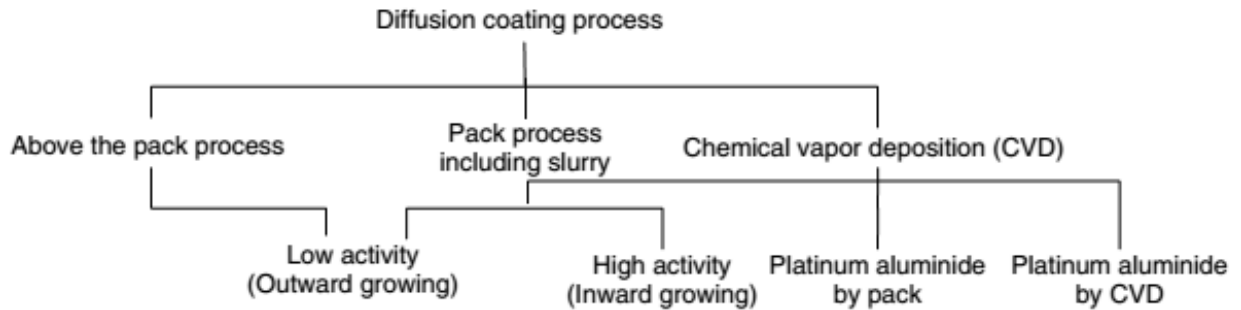 Diffusion coating process
Above the pack process
Pack process
including slurry
Chemical vapor deposition (CVD)
Low activity
(Outward growing)
High activity
(Inward growing)
Platinum aluminide
by pack
Platinum aluminide
by CVD